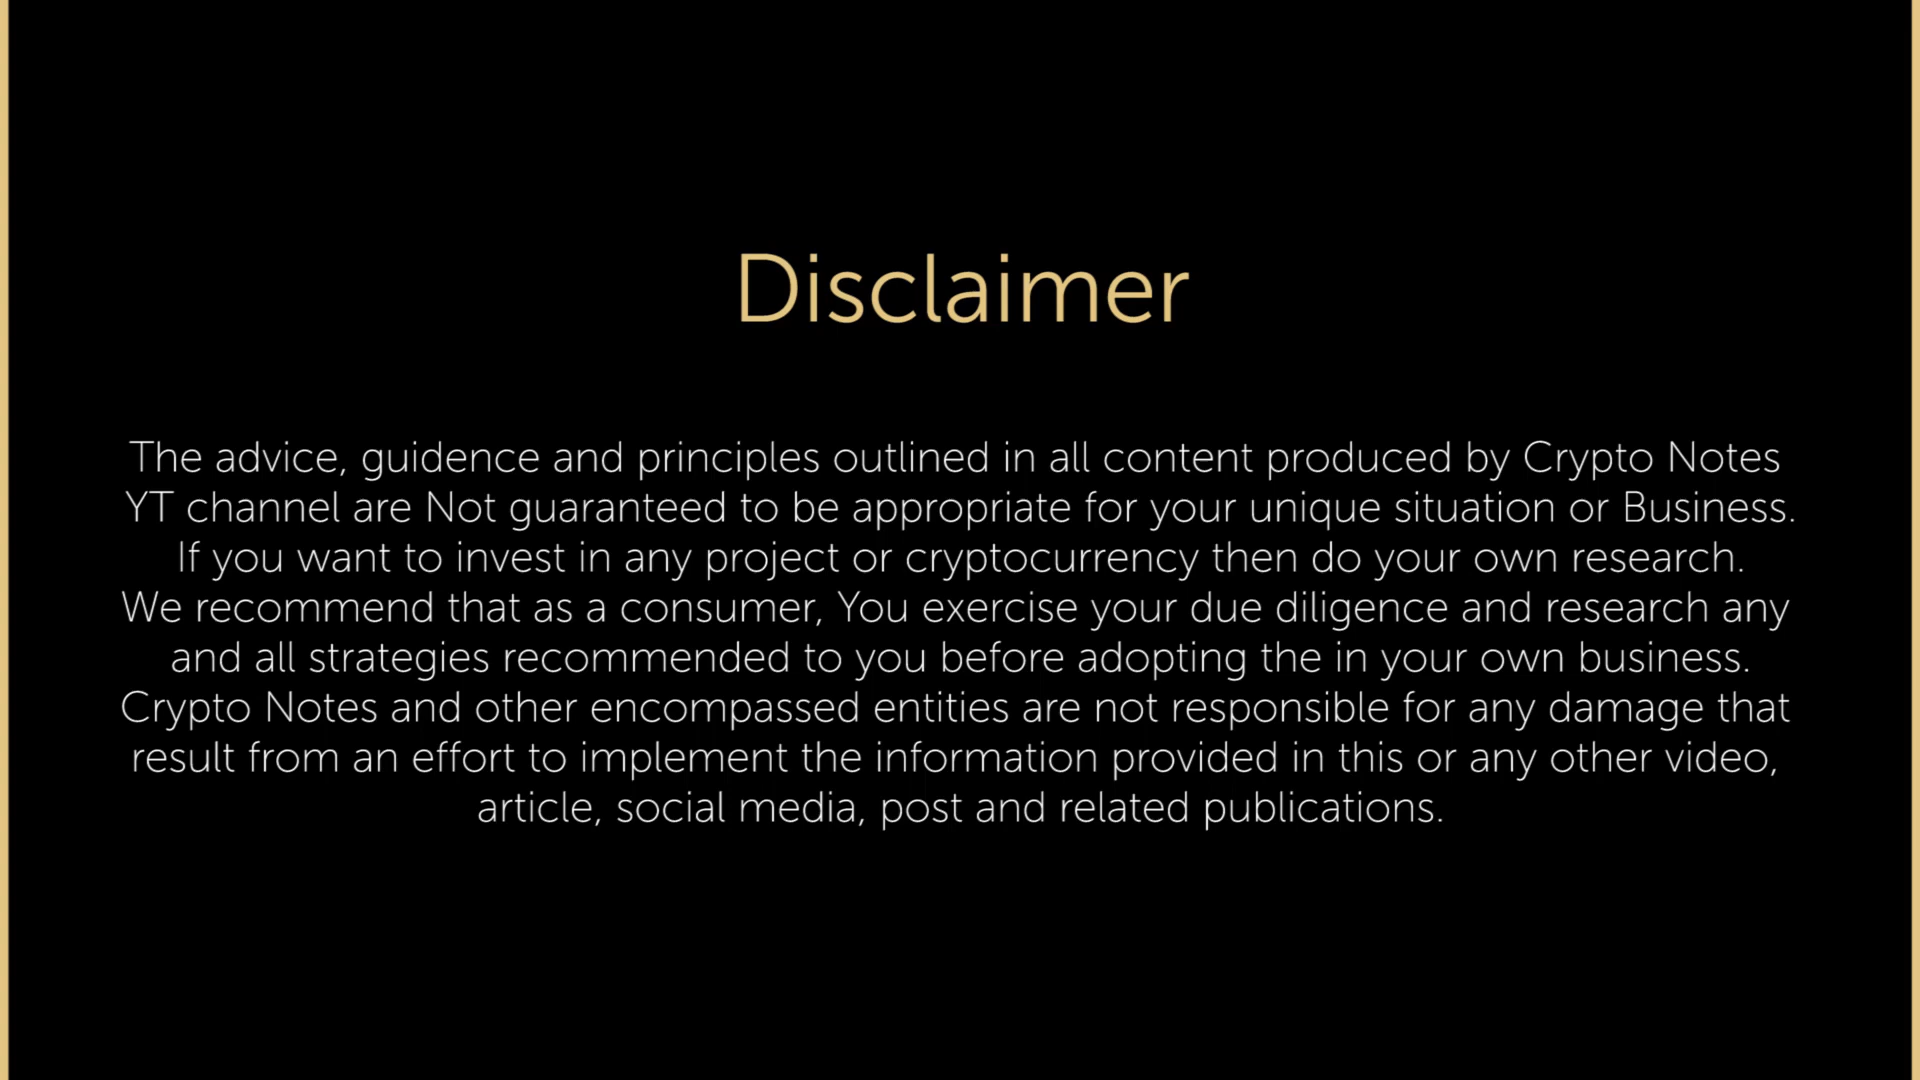 Disclaimer
The advice, guidence and principles outlined in all content produced by Crypto Notes
YT channel are Not guaranteed to be appropriate for your unique situation or Business.
If you want to invest in any project or cryptocurrency then do your own research.
We recommend that as a consumer, You exercise your due diligence and research any
and all strategies recommended to you before adopting the in your own business.
Crypto Notes and other encompassed entities are not responsible for any damage that
result from an effort to implement the information provided in this or any other video,
article, social media, post and related publications.